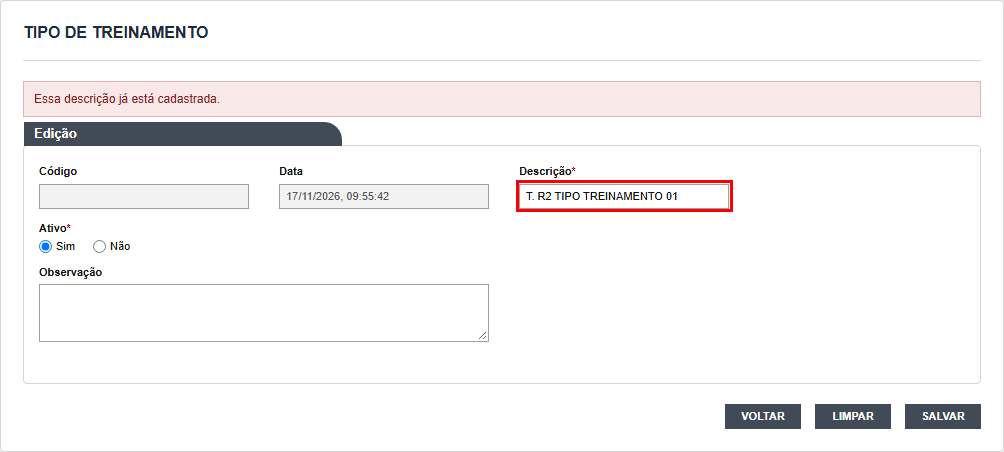 TIPO DE TREINAMENTO
Essa descrição já está cadastrada.
Edição
Código Data Descrição*
17/11/2026, 09:55:42 T. R2 TIPO TREINAMENTO 01
Ativo*
Sim Não
Observação
VOLTAR LIMPAR SALVAR